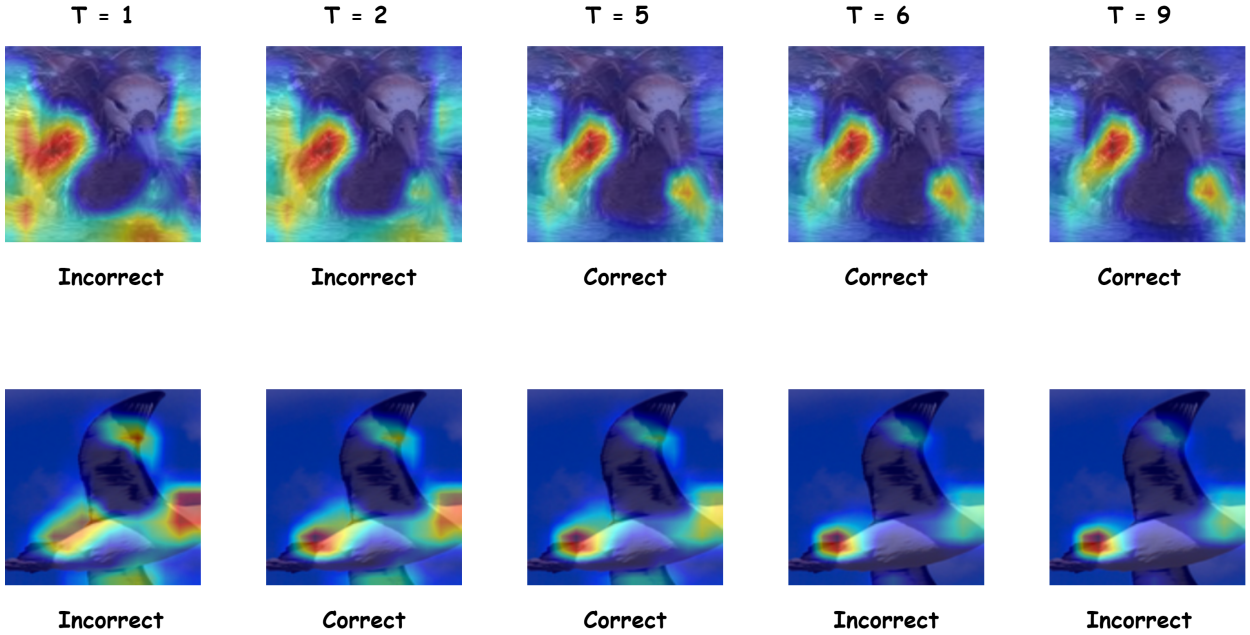 T = 1 T = 2 T = 5 T = 6 T = 9
Incorrect Incorrect Correct Correct Correct
Incorrect Correct Correct Incorrect Incorrect